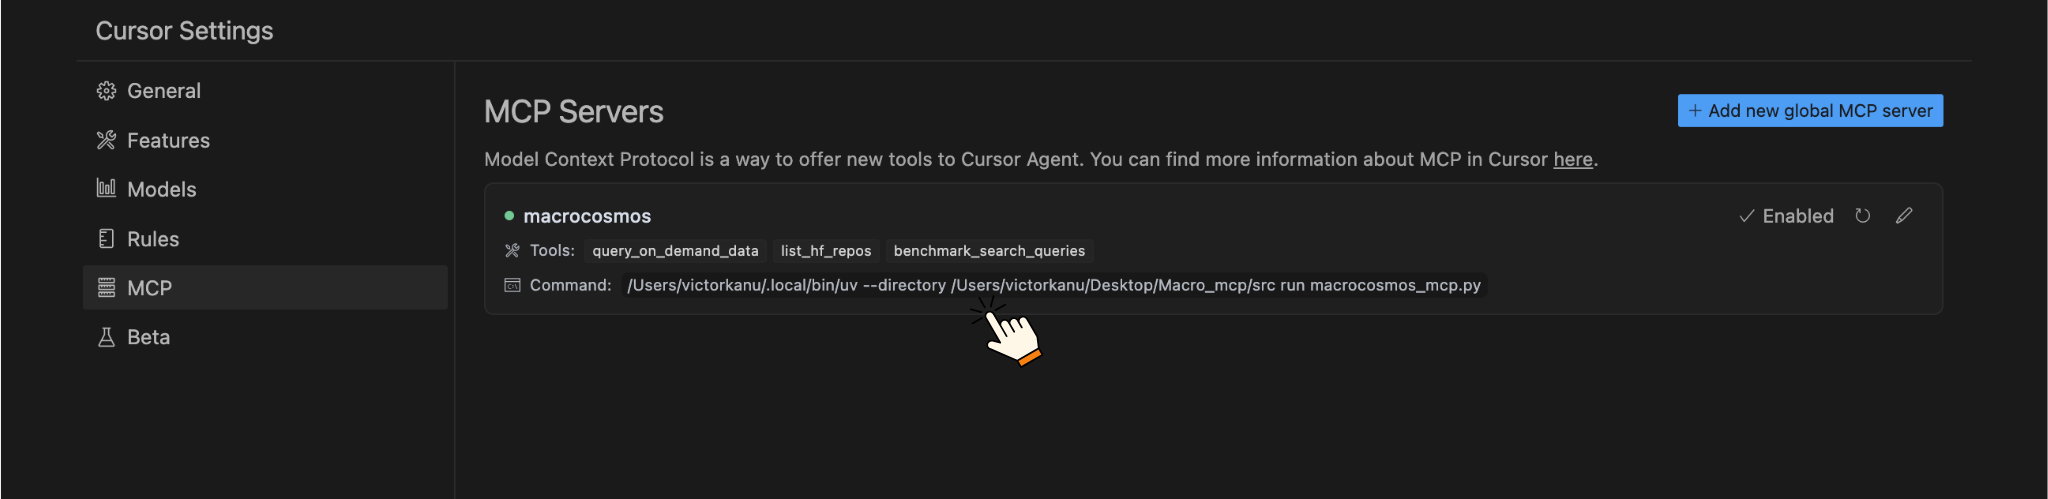 Cursor Settings
General
Features
Models
Rules
MCP
Beta
MCP Servers
+ Add new global MCP server
Model Context Protocol is a way to offer new tools to Cursor Agent. You can find more information about MCP in Cursor here.
macrocosmos
Enabled
Tools: query_on_demand_data list_hf_repos benchmark_search_queries
Command: /Users/victorkanu/.local/bin/uv --directory /Users/victorkanu/Desktop/Macro_mcp/src run macrocosmos_mcp.py